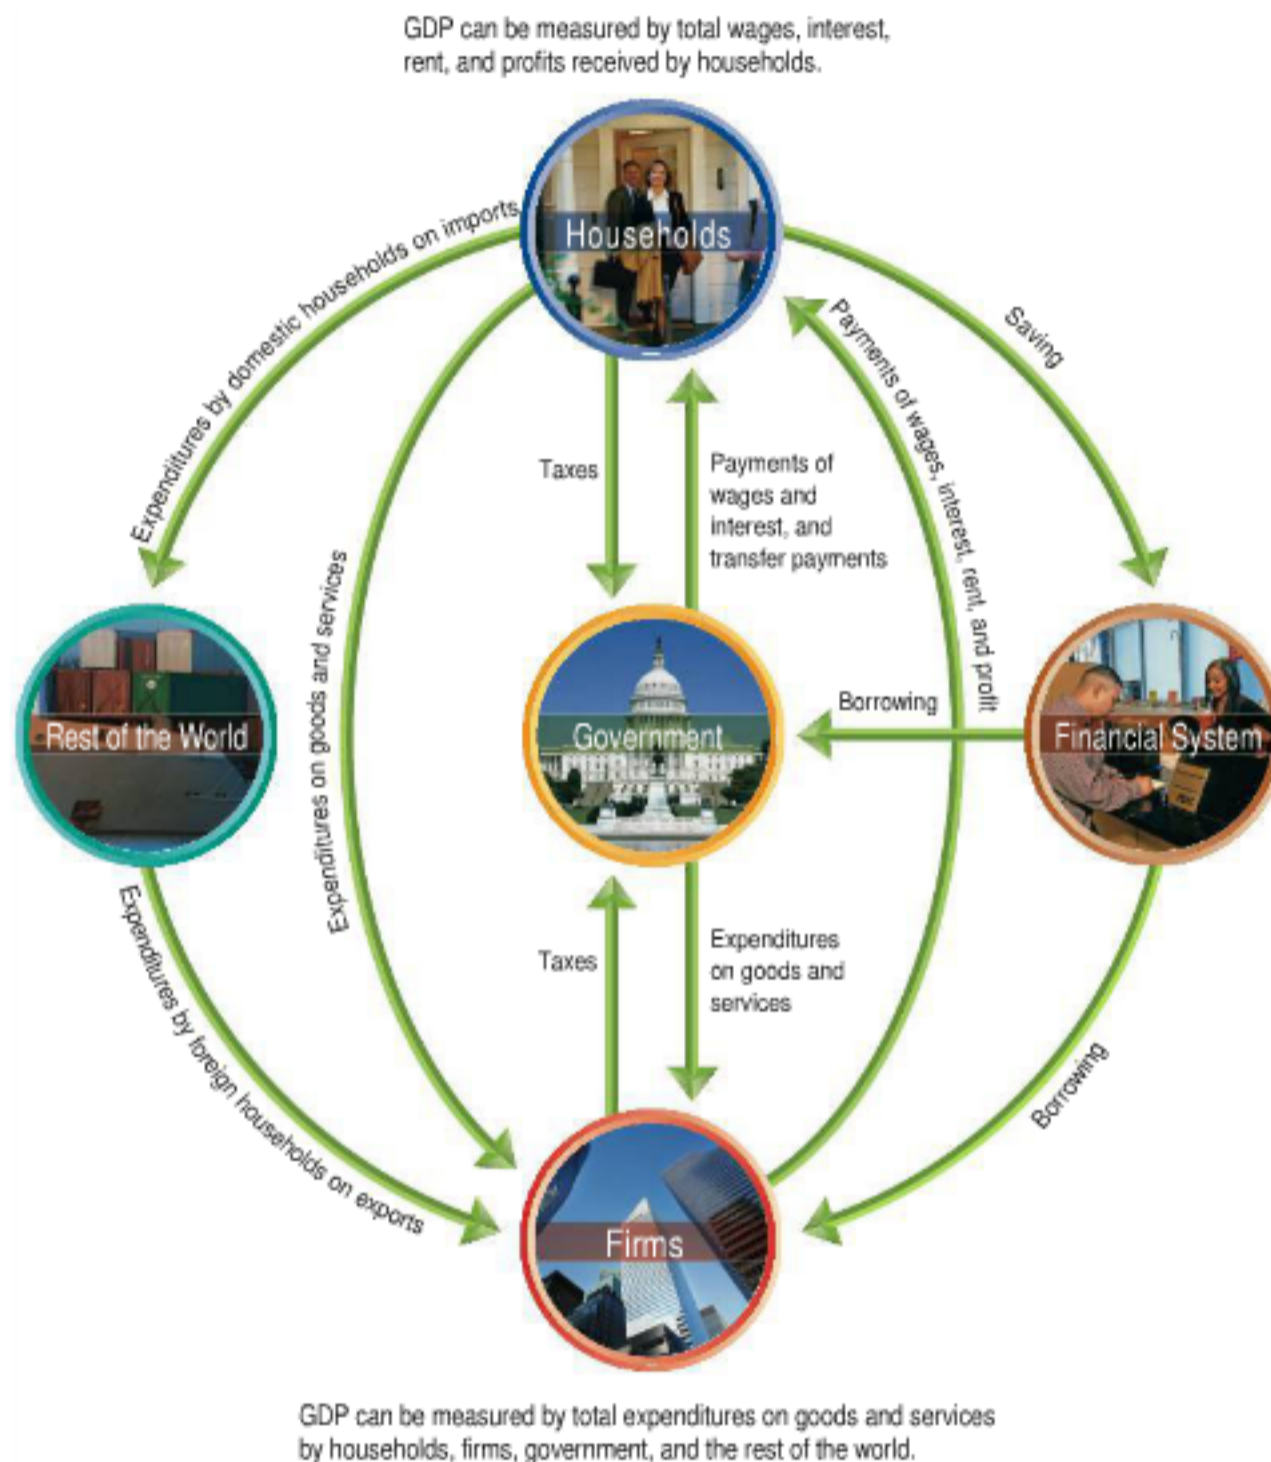 GDP can be measured by total wages, interest,
rent, and profits received by households.
Households
Expenditures by domestic households on imports
Saving
Payments of wages, interest, rent, and profit
Taxes
Payments of
wages and
interest, and
transfer payments
Expenditures on goods and services
Rest of the World
Government
Borrowing
Financial System
Expenditures by foreign households on exports
Taxes
Expenditures
on goods and
services
Borrowing
Firms
GDP can be measured by total expenditures on goods and services
by households, firms, government, and the rest of the world.